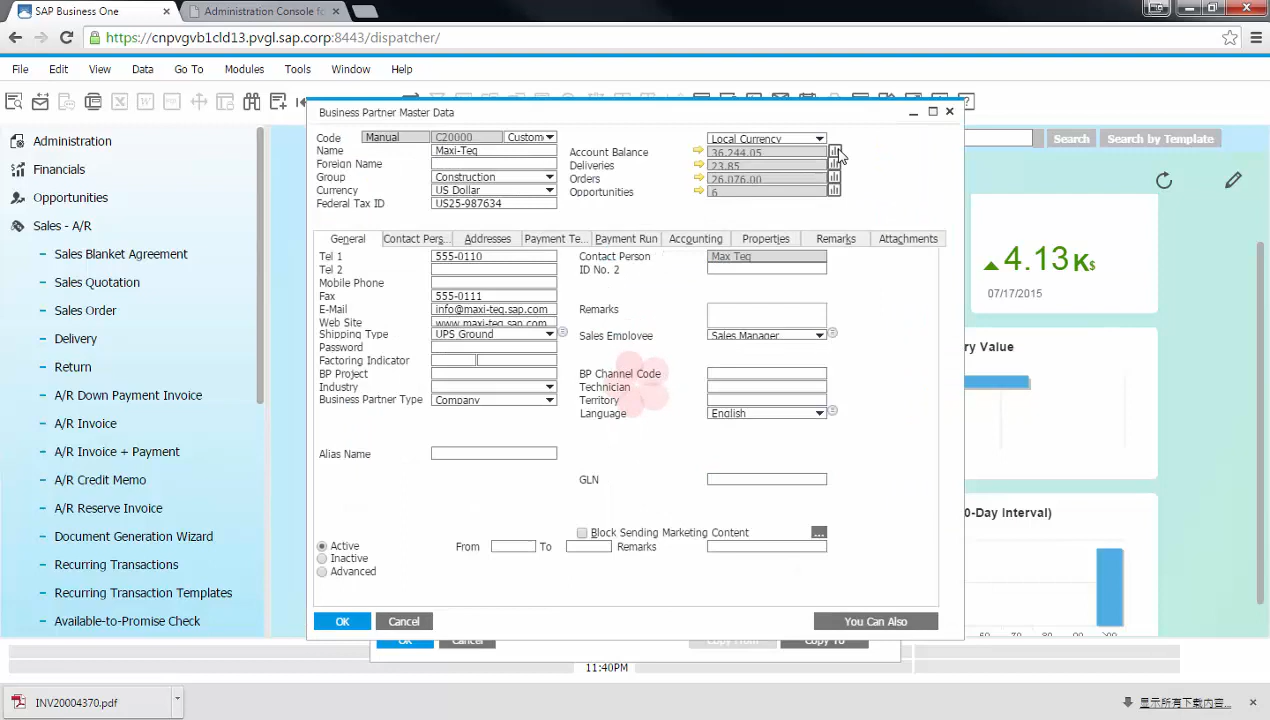 SAP Business One
Administration Console fo
https://cnpvgvb1cld13.pvgl.sap.corp:8443/dispatcher/
File Edit View Data Go To Modules Tools Window Help
Administration
Financials
Opportunities
Sales - A/R
Sales Blanket Agreement
Sales Quotation
Sales Order
Delivery
Return
A/R Down Payment Invoice
A/R Invoice
A/R Invoice + Payment
A/R Credit Memo
A/R Reserve Invoice
Document Generation Wizard
Recurring Transactions
Recurring Transaction Templates
Available-to-Promise Check
Business Partner Master Data
Code Manual C20000 Custom
Name Maxi-Teq
Foreign Name
Group Construction
Currency US Dollar
Federal Tax ID US25-987634
Local Currency
Account Balance 36,244.05
Deliveries 23.85
Orders 26,076.00
Opportunities 6
General Contact Pers... Addresses Payment Te... Payment Run Accounting Properties Remarks Attachments
Tel 1 555-0110
Tel 2
Mobile Phone
Fax 555-0111
E-Mail info@maxi-teq.sap.com
Web Site www.maxi-teq.sap.com
Shipping Type UPS Ground
Password
Factoring Indicator
BP Project
Industry
Business Partner Type Company
Alias Name
Contact Person Max Teq
ID No. 2
Remarks
Sales Employee Sales Manager
BP Channel Code
Technician
Territory
Language English
GLN
Block Sending Marketing Content ...
Active From To Remarks
Inactive
Advanced
OK Cancel You Can Also
OK Cancel Copy From Copy To
Search Search by Template
4.13 K$
07/17/2015
ry Value
0-Day Interval)
60 75 90
11:40PM
INV20004370.pdf
显示所有下载内容...